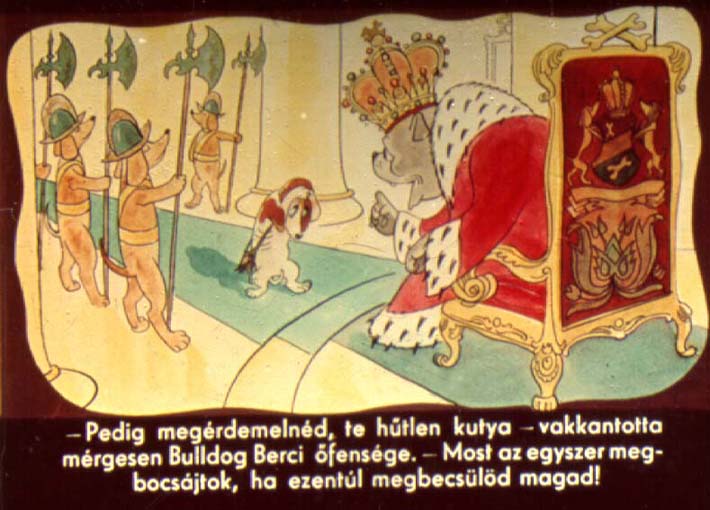 – Pedig megérdemelnéd, te hűtlen kutya – vakkantotta
mérgesen Bulldog Berci őfensége. – Most az egyszer meg-
bocsájtok, ha ezentúl megbecsülöd magad!